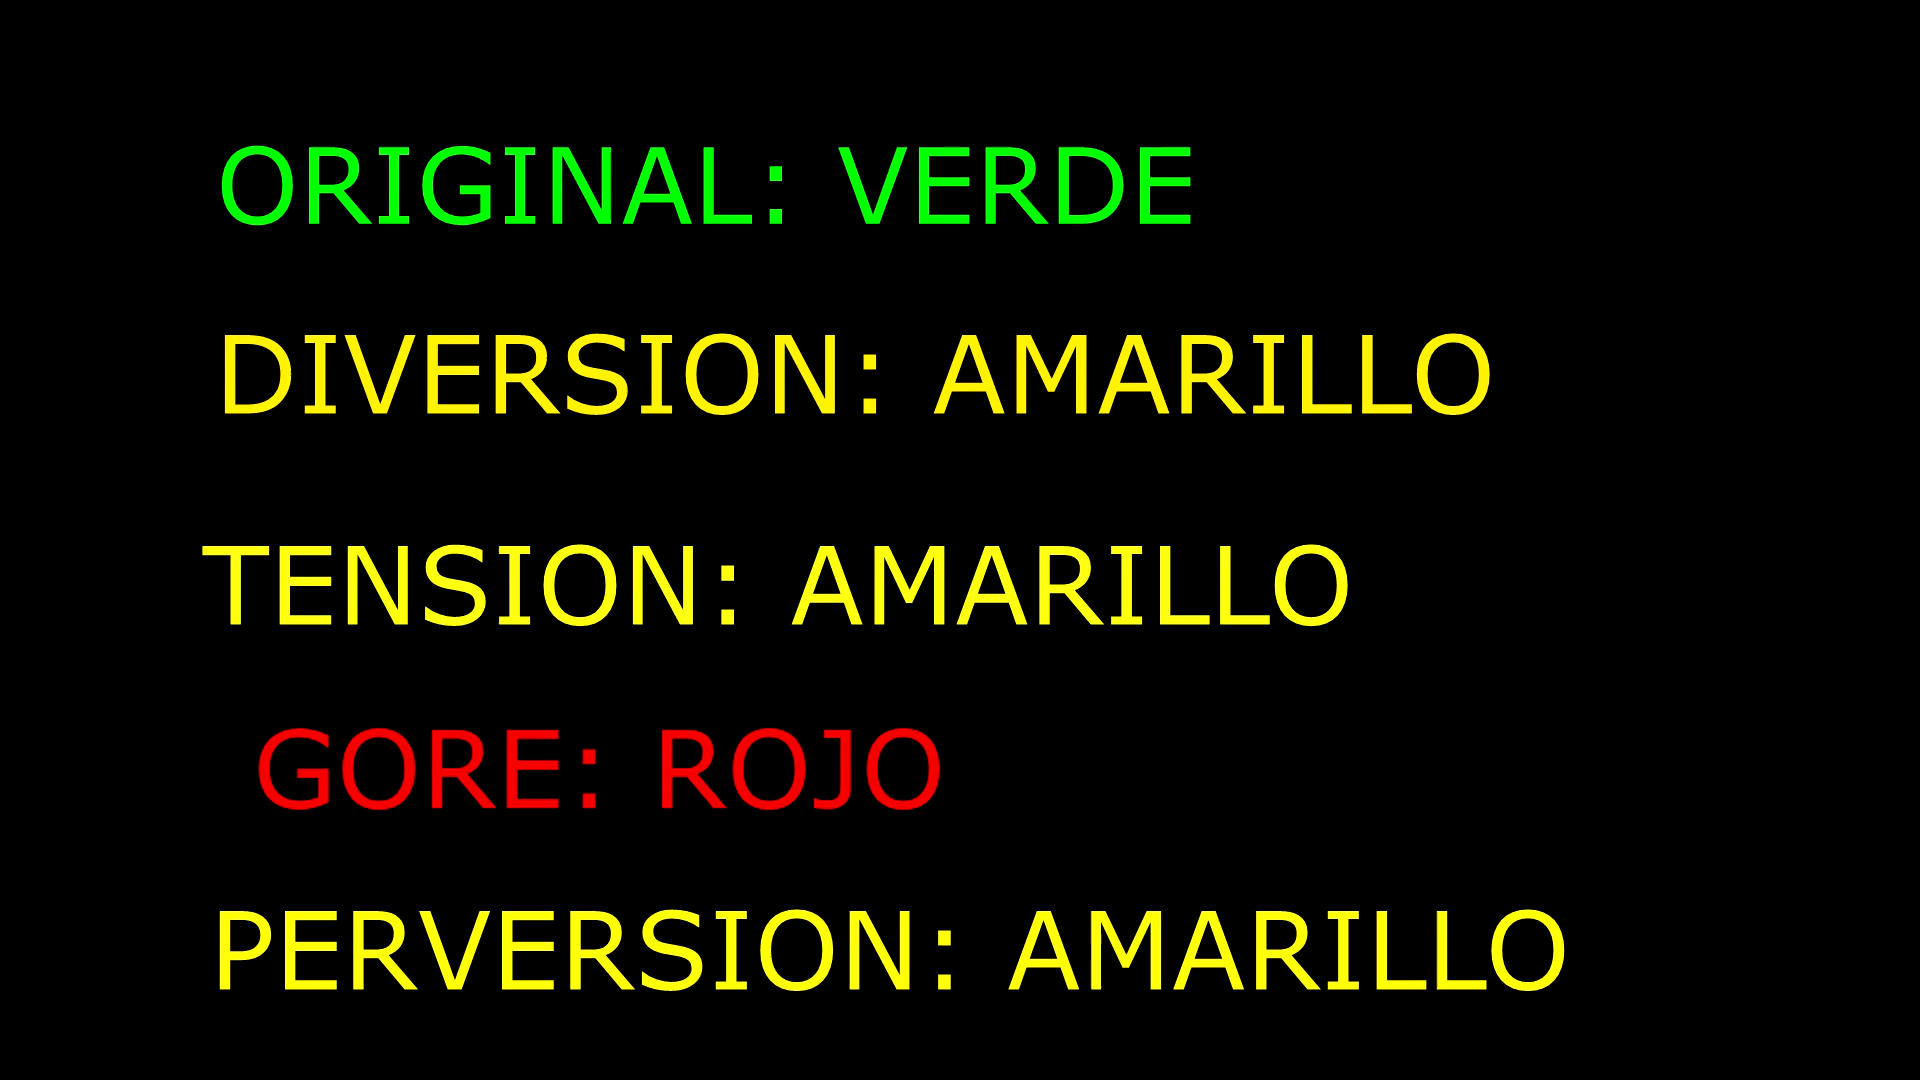 ORIGINAL: VERDE
DIVERSION: AMARILLO
TENSION: AMARILLO
GORE: ROJO
PERVERSION: AMARILLO